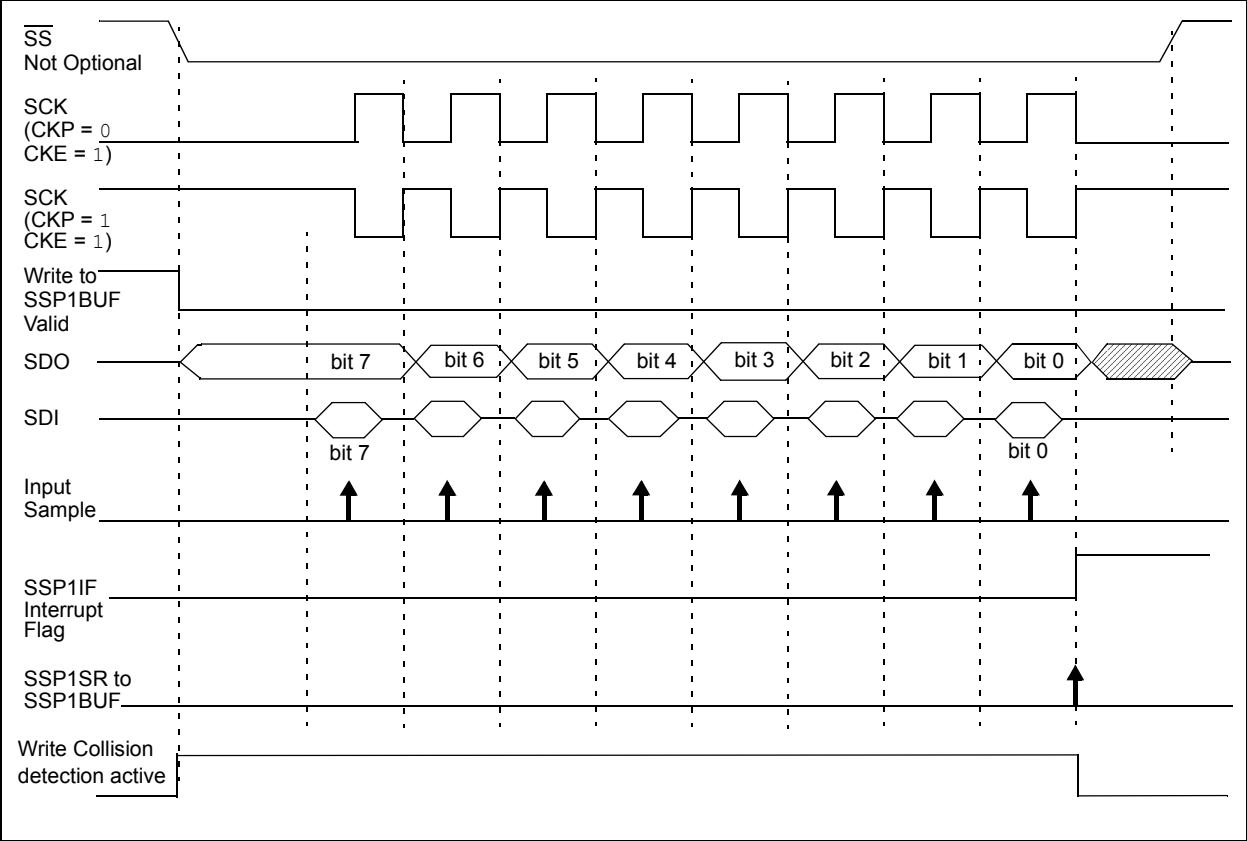 SS
Not Optional
SCK
(CKP = 0
CKE = 1)
SCK
(CKP = 1
CKE = 1)
Write to
SSP1BUF
Valid
SDO
bit 7 bit 6 bit 5 bit 4 bit 3 bit 2 bit 1 bit 0
SDI
bit 7 bit 0
Input
Sample
SSP1IF
Interrupt
Flag
SSP1SR to
SSP1BUF
Write Collision
detection active